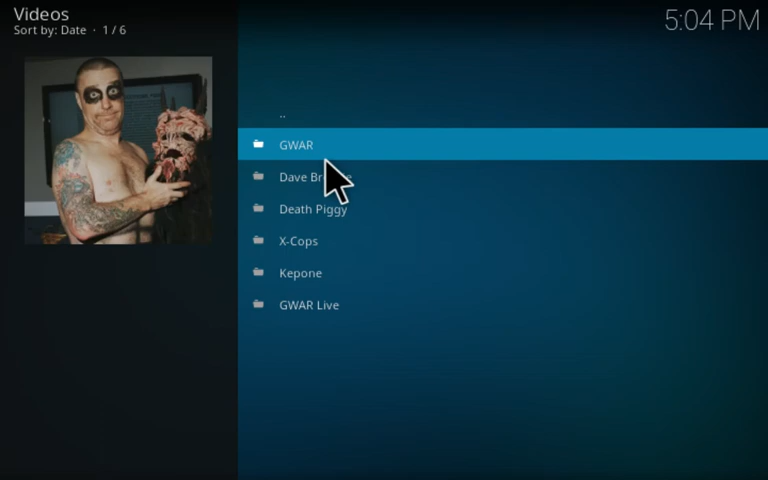 Videos
Sort by: Date · 1 / 6
5:04 PM
..
GWAR
Dave
Death Piggy
X-Cops
Kepone
GWAR Live